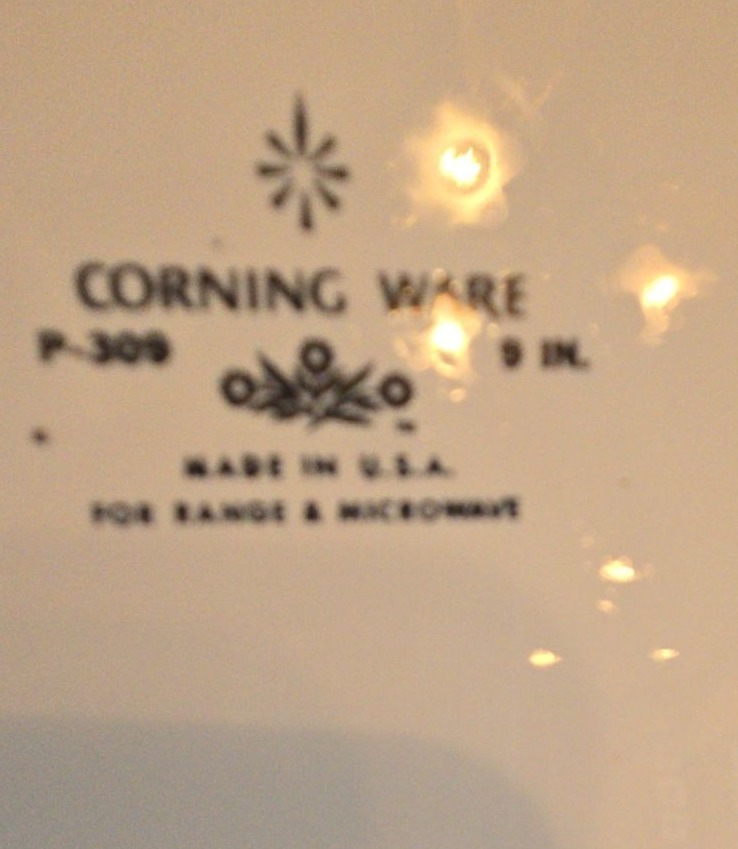 CORNING WARE
P-309 9 IN.
MADE IN U.S.A.
FOR RANGE & MICROWAVE